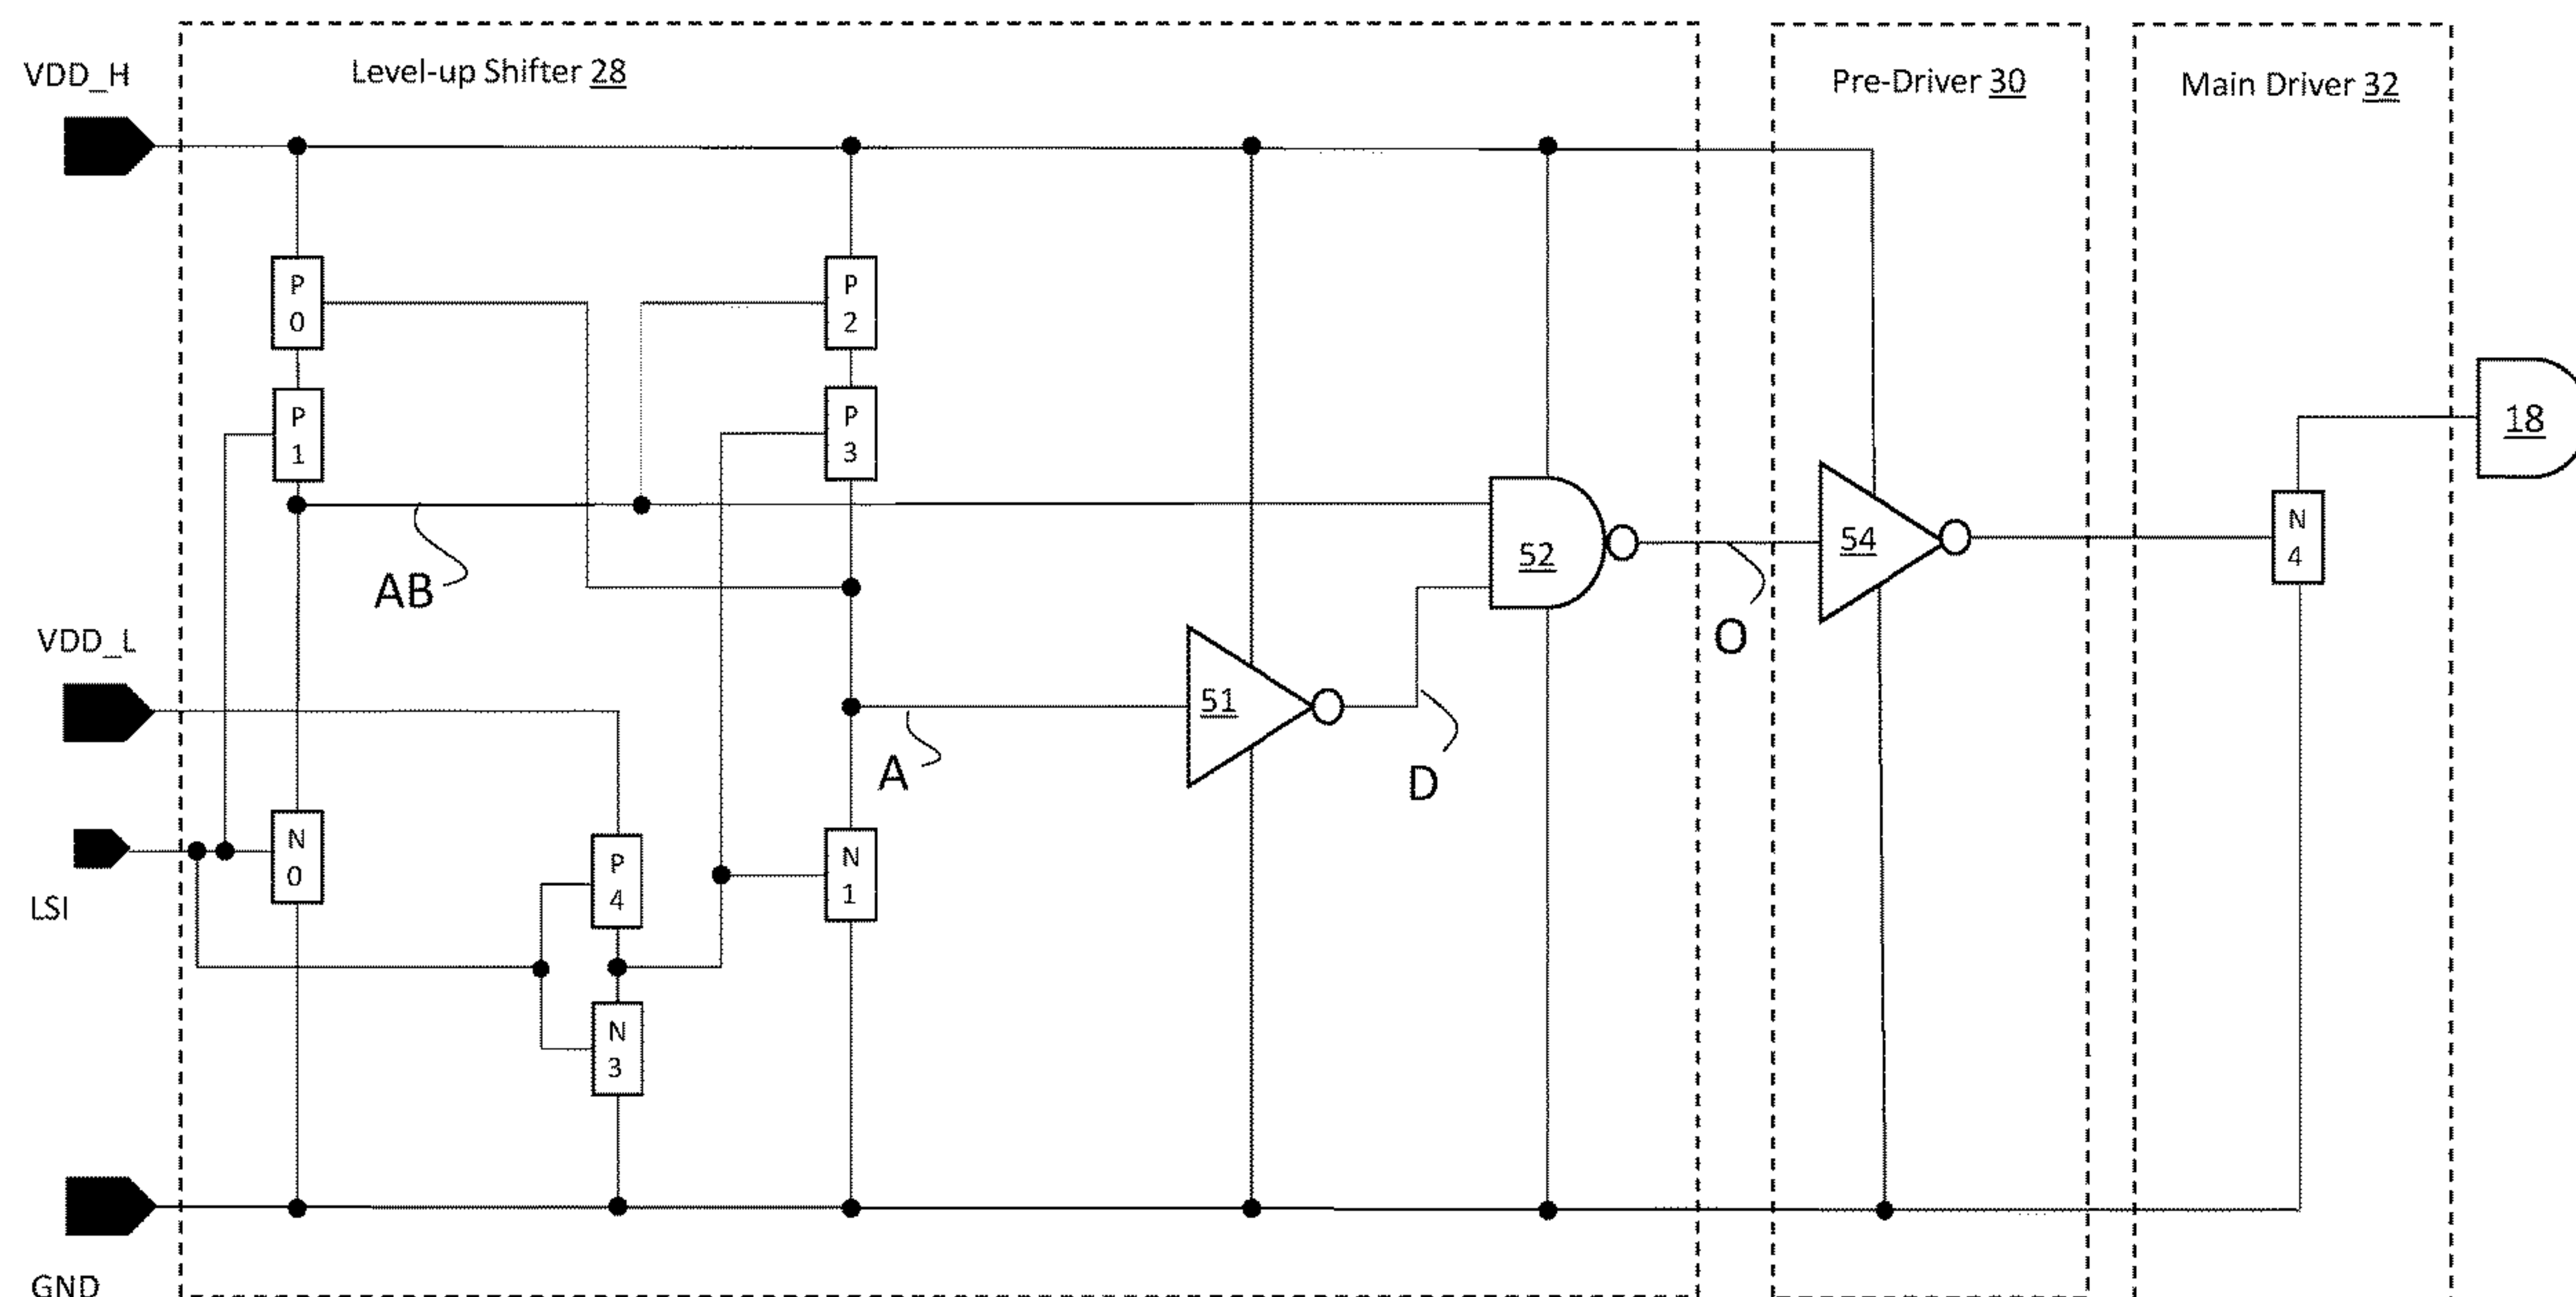 VDD_H
Level-up Shifter 28
Pre-Driver 30
Main Driver 32
P
0
P
2
P
1
P
3
18
N
4
52
54
AB
O
VDD_L
51
A
D
N
0
P
4
N
1
LSI
N
3
GND